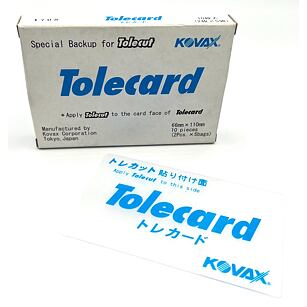 Special Backup for Tolecut
KOVAX®
Tolecard
*Apply Tolecut to the card face of Tolecard
66mm×110mm
10 pieces
(2Pcs. ×5bags)
Manufactured by
Kovax Corporation
Tokyo,Japan
トレカット貼り付け面
Apply Tolecut to this side
Tolecard
トレカード
KOVAX®